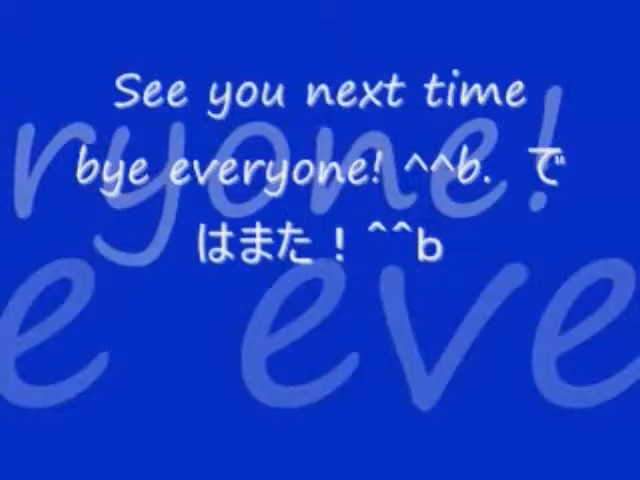 See you next time
bye everyone! ^^b. で
はまた！^^b
ryone!
e eve